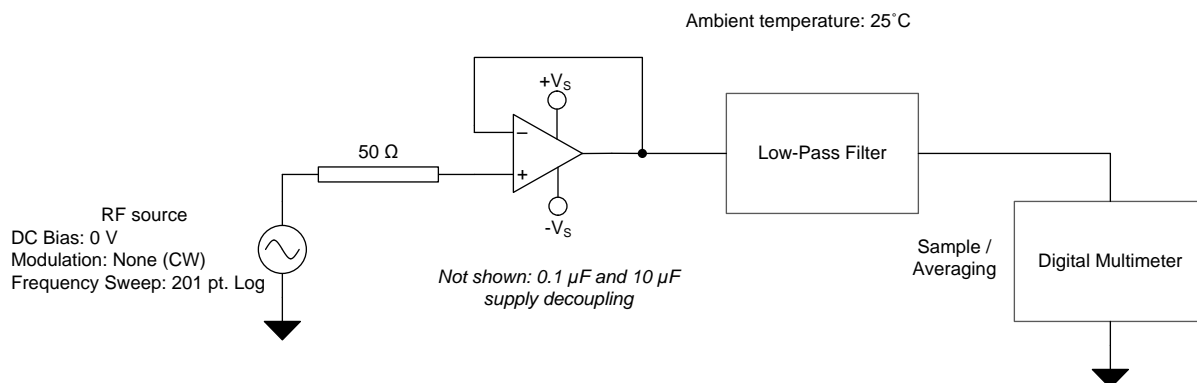 Ambient temperature: 25˚C
+VS
−
50 Ω
+
Low-Pass Filter
-VS
RF source
DC Bias: 0 V
Modulation: None (CW)
Frequency Sweep: 201 pt. Log
Not shown: 0.1 µF and 10 µF
supply decoupling
Sample /
Averaging
Digital Multimeter